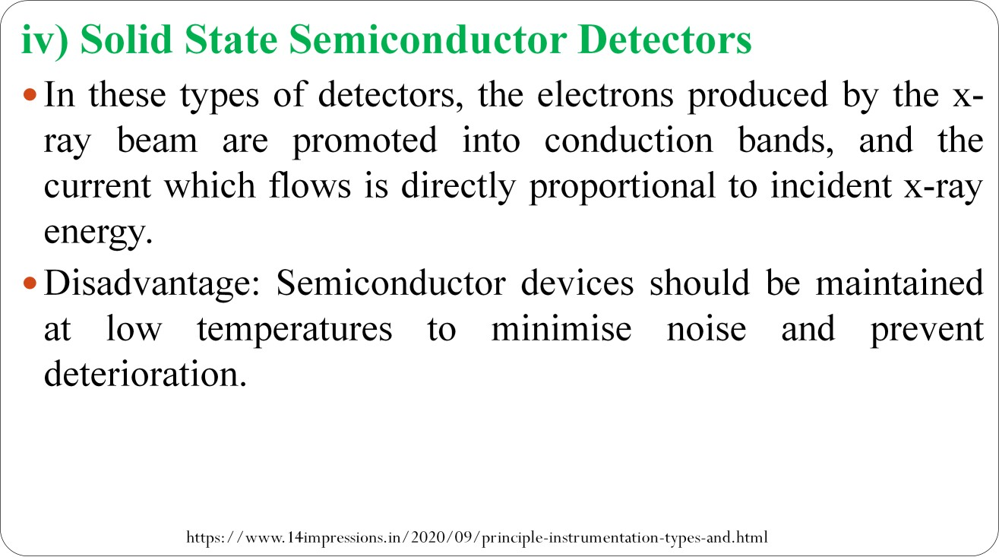 iv) Solid State Semiconductor Detectors
In these types of detectors, the electrons produced by the x-
ray beam are promoted into conduction bands, and the
current which flows is directly proportional to incident x-ray
energy.
Disadvantage: Semiconductor devices should be maintained
at low temperatures to minimise noise and prevent
deterioration.
https://www.14impressions.in/2020/09/principle-instrumentation-types-and.html